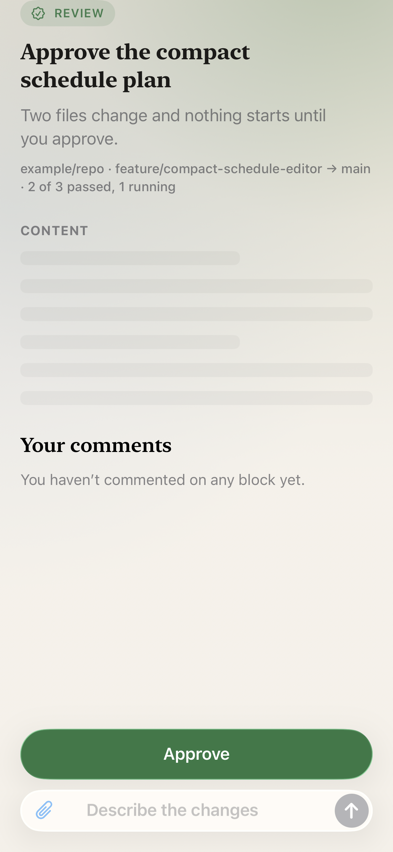 REVIEW
Approve the compact
schedule plan
Two files change and nothing starts until
you approve.
example/repo · feature/compact-schedule-editor → main
· 2 of 3 passed, 1 running
CONTENT
Your comments
You haven’t commented on any block yet.
Approve
Describe the changes